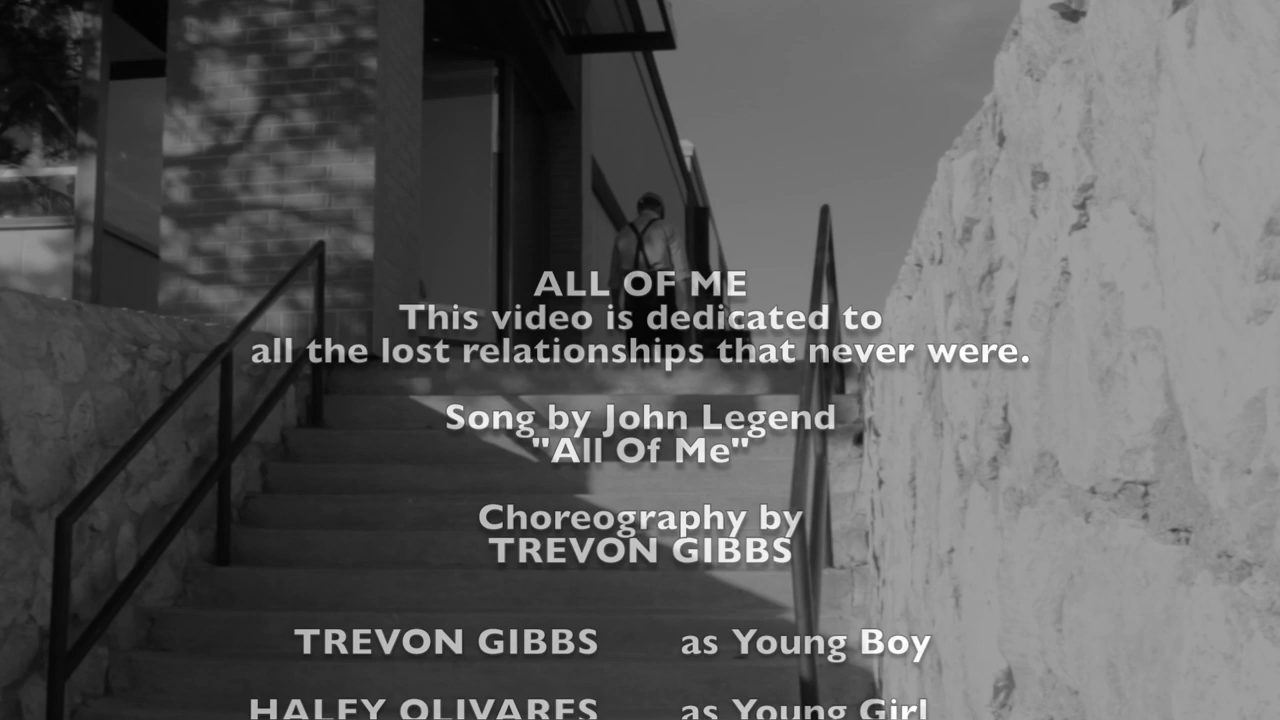 ALL OF ME
This video is dedicated to
all the lost relationships that never were.
Song by John Legend
"All Of Me"
Choreography by
TREVON GIBBS
TREVON GIBBS as Young Boy
HALEY OLIVARES as Young Girl